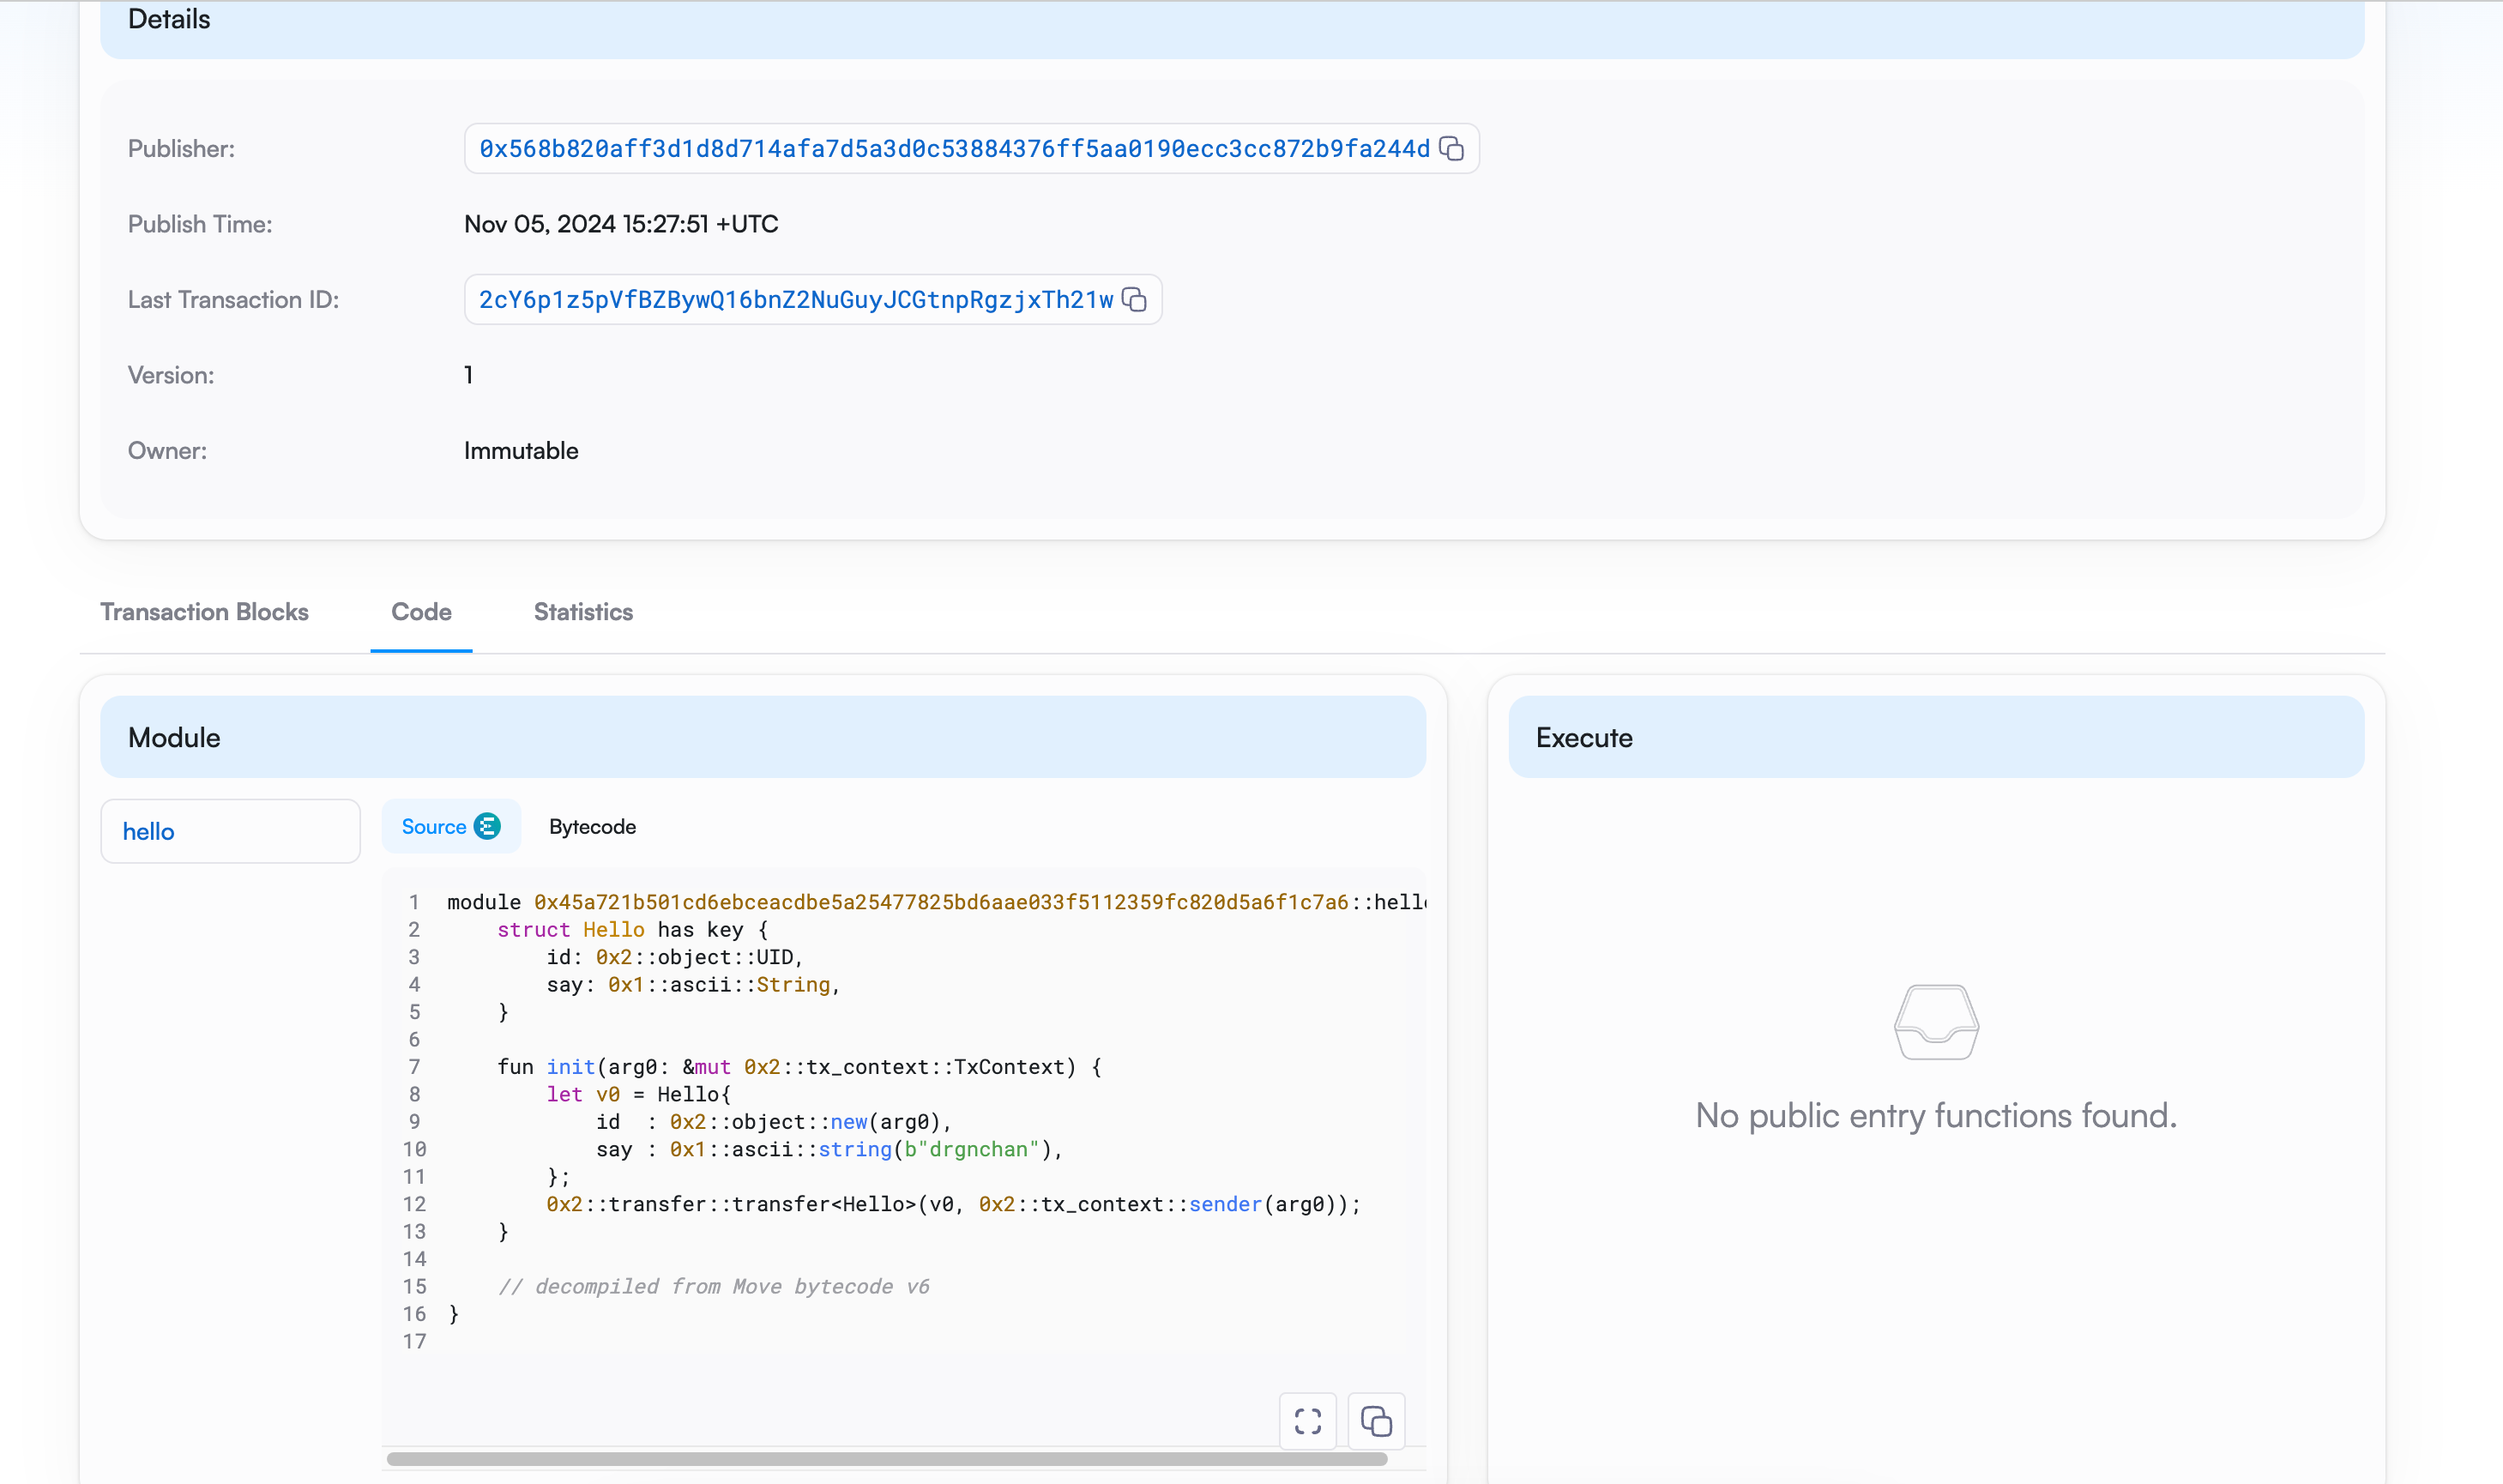 Details
Publisher: 0x568b820aff3d1d8d714afa7d5a3d0c53884376ff5aa0190ecc3cc872b9fa244d
Publish Time: Nov 05, 2024 15:27:51 +UTC
Last Transaction ID: 2cY6p1z5pVfBZBywQ16bnZ2NuGuyJCGtnpRgzjxTh21w
Version: 1
Owner: Immutable
Transaction Blocks Code Statistics
Module
hello
Source Bytecode
1 module 0x45a721b501cd6ebceacdbe5a25477825bd6aae033f5112359fc820d5a6f1c7a6::hello
2     struct Hello has key {
3         id: 0x2::object::UID,
4         say: 0x1::ascii::String,
5     }
6
7     fun init(arg0: &mut 0x2::tx_context::TxContext) {
8         let v0 = Hello{
9             id  : 0x2::object::new(arg0),
10             say : 0x1::ascii::string(b"drgnchan"),
11         };
12         0x2::transfer::transfer<Hello>(v0, 0x2::tx_context::sender(arg0));
13     }
14
15     // decompiled from Move bytecode v6
16 }
17
Execute
No public entry functions found.